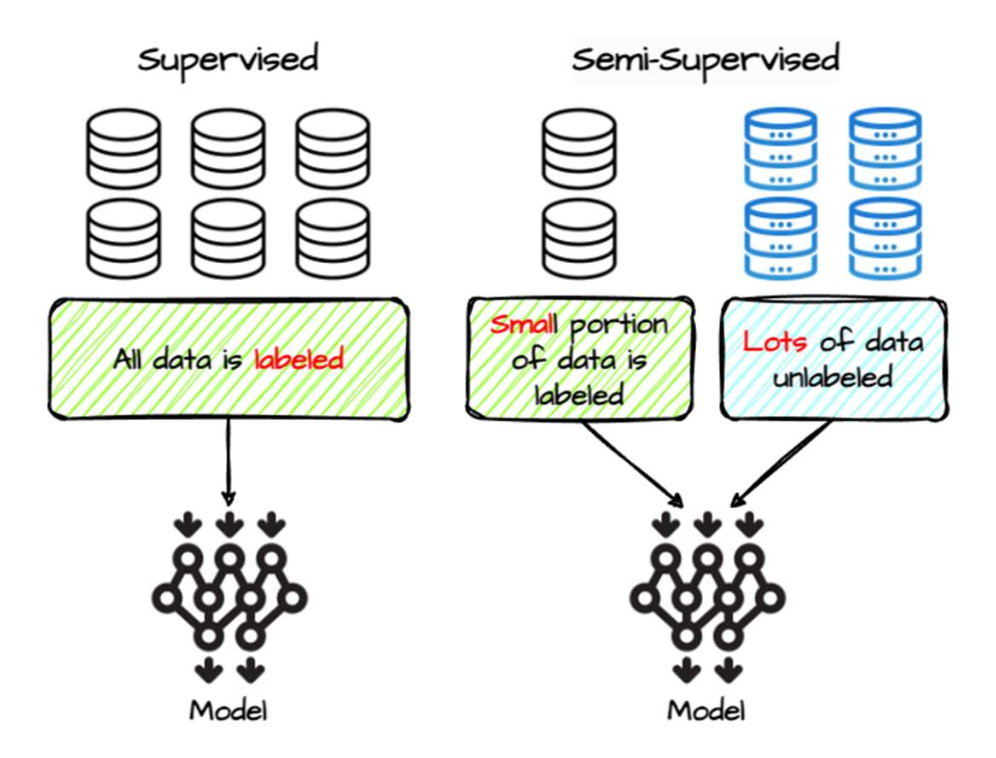 Supervised
Semi-Supervised
All data is labeled
Small portion
of data is
labeled
Lots of data
unlabeled
Model
Model